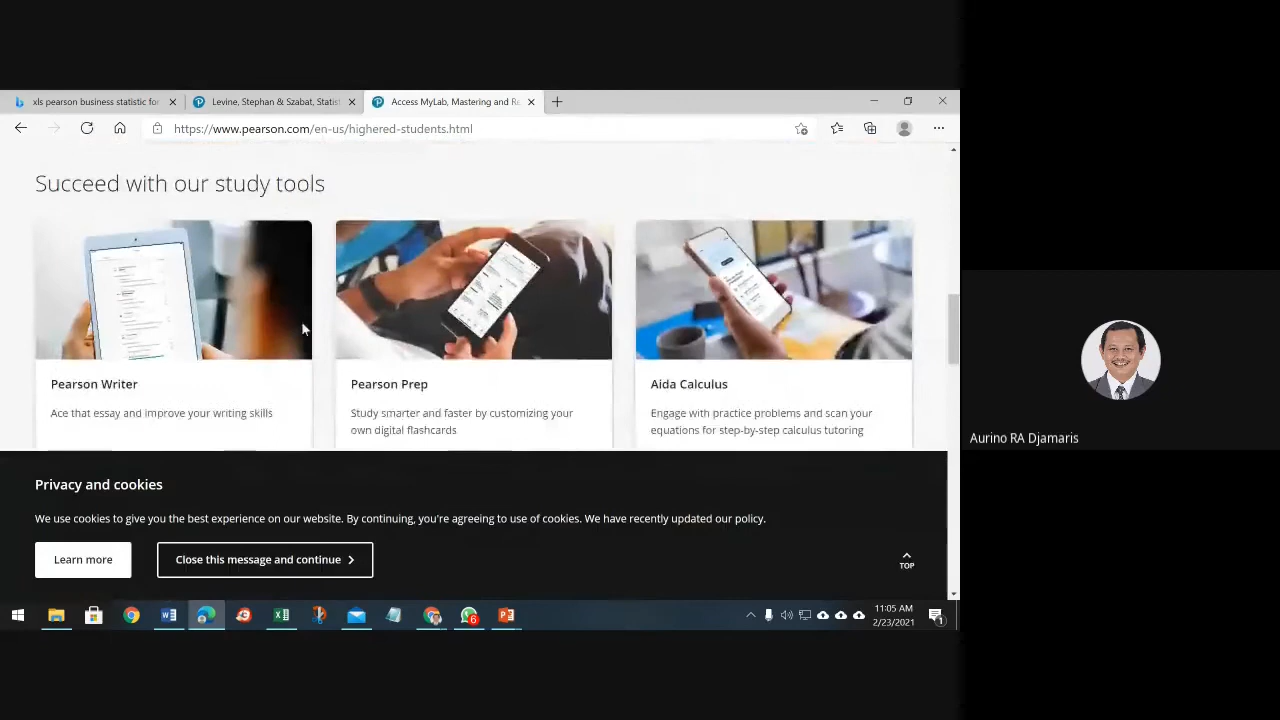 xls pearson business statistic for
Levine, Stephan & Szabat, Statist
Access MyLab, Mastering and Re
https://www.pearson.com/en-us/highered-students.html
Succeed with our study tools
Pearson Writer
Ace that essay and improve your writing skills
Pearson Prep
Study smarter and faster by customizing your
own digital flashcards
Aida Calculus
Engage with practice problems and scan your
equations for step-by-step calculus tutoring
Aurino RA Djamaris
Privacy and cookies
We use cookies to give you the best experience on our website. By continuing, you're agreeing to use of cookies. We have recently updated our policy.
Learn more
Close this message and continue
TOP
6
11:05 AM
2/23/2021
1